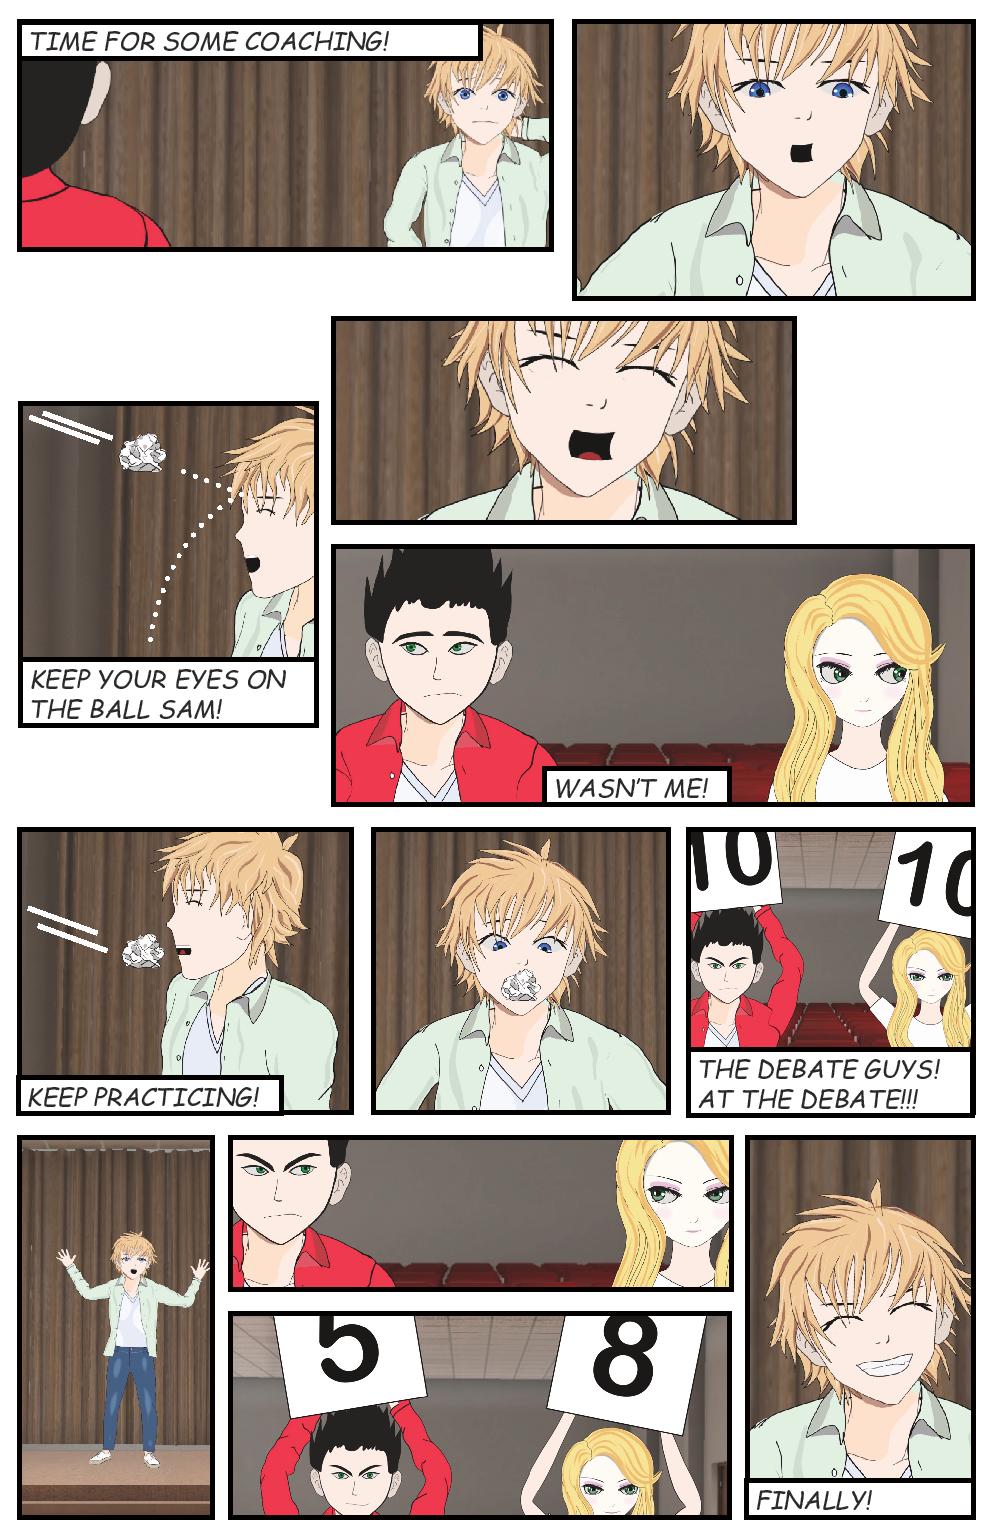 TIME FOR SOME COACHING!
KEEP YOUR EYES ON
THE BALL SAM!
WASN'T ME!
KEEP PRACTICING!
10
10
THE DEBATE GUYS!
AT THE DEBATE!!!
5
8
FINALLY!